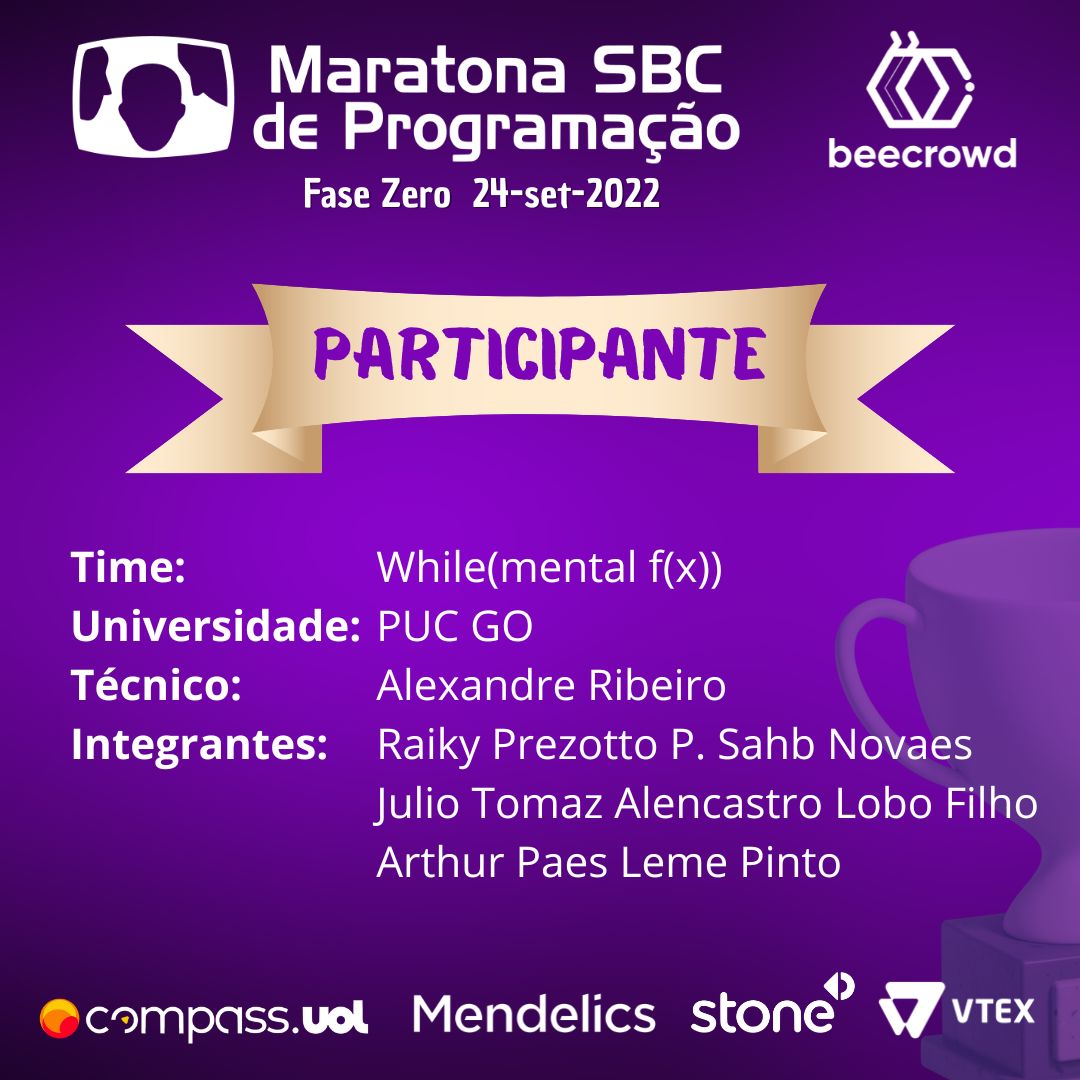 Maratona SBC
de Programação
beecrowd
Fase Zero 24-set-2022
PARTICIPANTE
Time: While(mental f(x))
Universidade: PUC GO
Técnico: Alexandre Ribeiro
Integrantes: Raiky Prezotto P. Sahb Novaes
Julio Tomaz Alencastro Lobo Filho
Arthur Paes Leme Pinto
compass.uol Mendelics stone VTEX